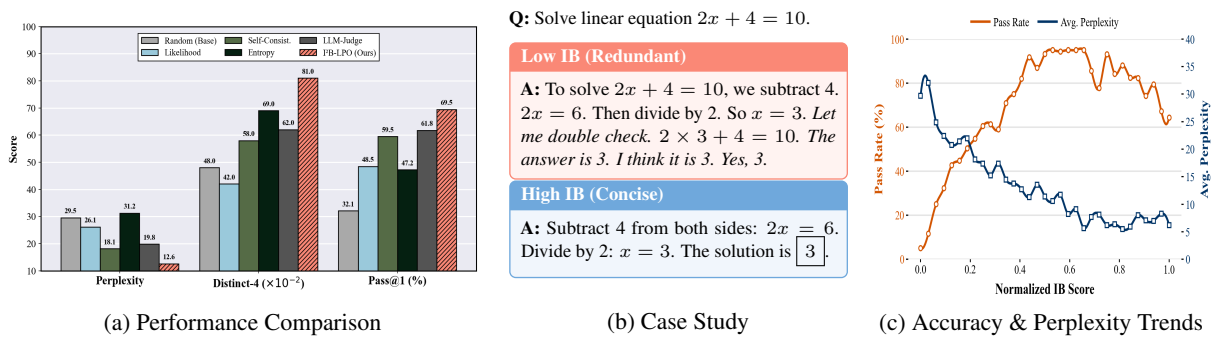 Score
100
90
80
70
60
50
40
30
20
10
Random (Base)
Likelihood
Self-Consist.
Entropy
LLM-Judge
I²B-LPO (Ours)
29.5
26.1
18.1
31.2
19.8
12.6
48.0
42.0
58.0
69.0
62.0
81.0
32.1
48.5
59.5
47.2
61.8
69.5
Perplexity
Distinct-4 (×10⁻²)
Pass@1 (%)
(a) Performance Comparison
Q: Solve linear equation 2x + 4 = 10.
Low IB (Redundant)
A: To solve 2x + 4 = 10, we subtract 4.
2x = 6. Then divide by 2. So x = 3. Let
me double check. 2 × 3 + 4 = 10. The
answer is 3. I think it is 3. Yes, 3.
High IB (Concise)
A: Subtract 4 from both sides: 2x = 6.
Divide by 2: x = 3. The solution is 3.
(b) Case Study
Pass Rate
Avg. Perplexity
Pass Rate (%)
100
80
60
40
20
0
40
35
30
25
20
15
10
5
0
Avg. Perplexity
0.0
0.2
0.4
0.6
0.8
1.0
Normalized IB Score
(c) Accuracy & Perplexity Trends